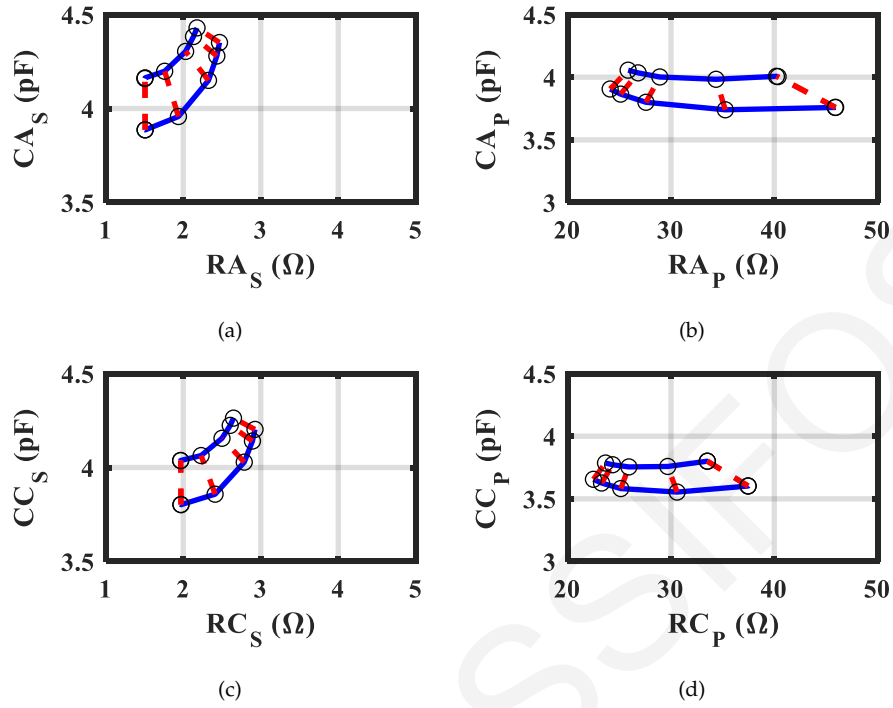 4.5
4
3.5
CA_S (pF)
1 2 3 4 5
RA_S (Ω)
(a)
4.5
4
3.5
3
CA_P (pF)
20 30 40 50
RA_P (Ω)
(b)
4.5
4
3.5
CC_S (pF)
1 2 3 4 5
RC_S (Ω)
(c)
4.5
4
3.5
3
CC_P (pF)
20 30 40 50
RC_P (Ω)
(d)